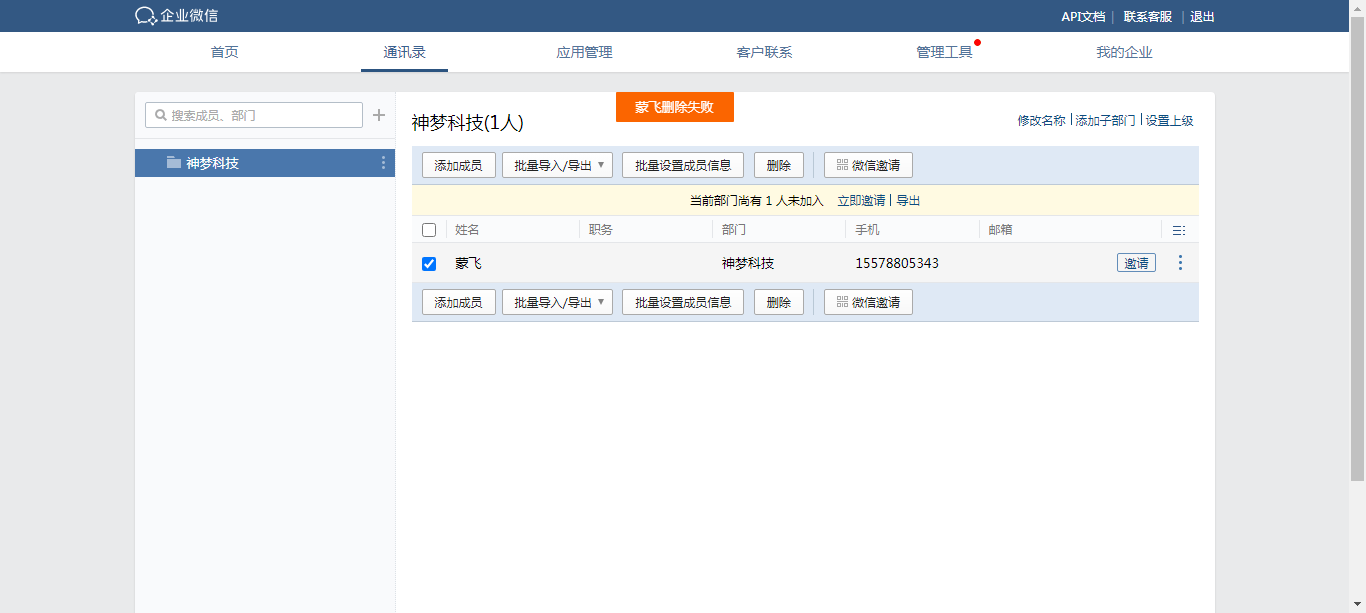 企业微信
API文档 | 联系客服 | 退出
首页 通讯录 应用管理 客户联系 管理工具 我的企业
搜索成员、部门
神梦科技
蒙飞删除失败
神梦科技(1人)
修改名称 | 添加子部门 | 设置上级
添加成员 批量导入/导出 批量设置成员信息 删除 微信邀请
当前部门尚有 1 人未加入 立即邀请 | 导出
姓名 职务 部门 手机 邮箱
蒙飞 神梦科技 15578805343 邀请
添加成员 批量导入/导出 批量设置成员信息 删除 微信邀请